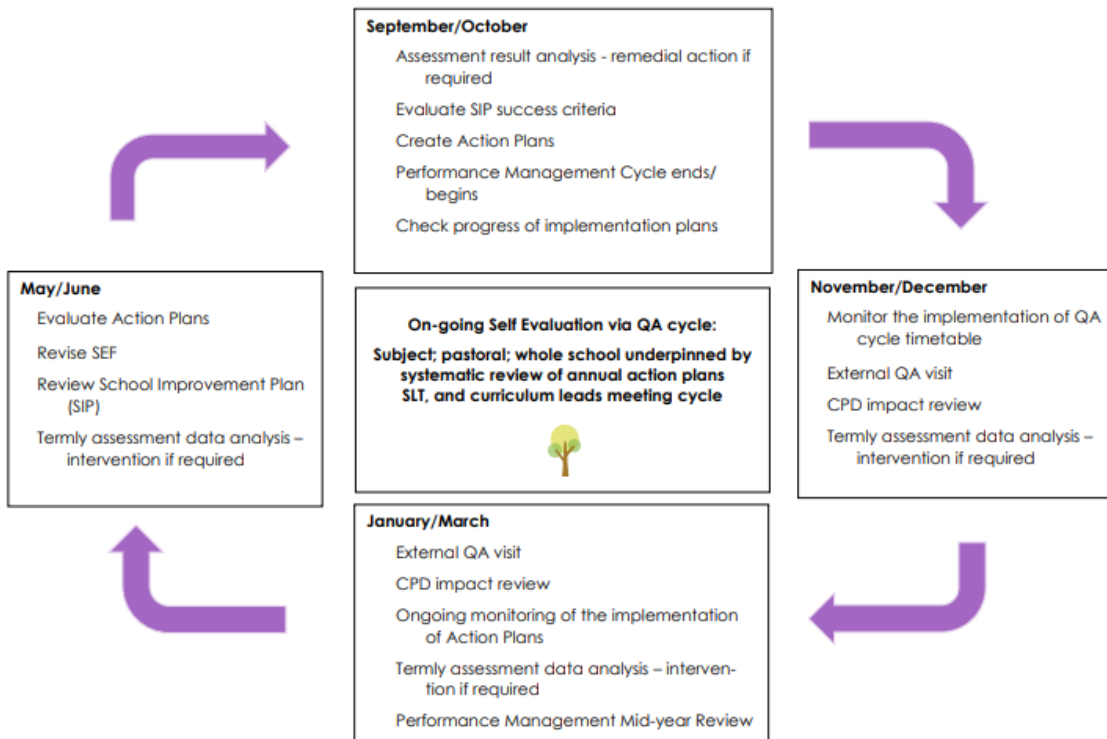 September/October
Assessment result analysis - remedial action if
required
Evaluate SIP success criteria
Create Action Plans
Performance Management Cycle ends/
begins
Check progress of implementation plans
May/June
Evaluate Action Plans
Revise SEF
Review School Improvement Plan
(SIP)
Termly assessment data analysis –
intervention if required
On-going Self Evaluation via QA cycle:
Subject; pastoral; whole school underpinned by
systematic review of annual action plans
SLT, and curriculum leads meeting cycle
November/December
Monitor the implementation of QA
cycle timetable
External QA visit
CPD impact review
Termly assessment data analysis –
intervention if required
January/March
External QA visit
CPD impact review
Ongoing monitoring of the implementation
of Action Plans
Termly assessment data analysis – interven-
tion if required
Performance Management Mid-year Review